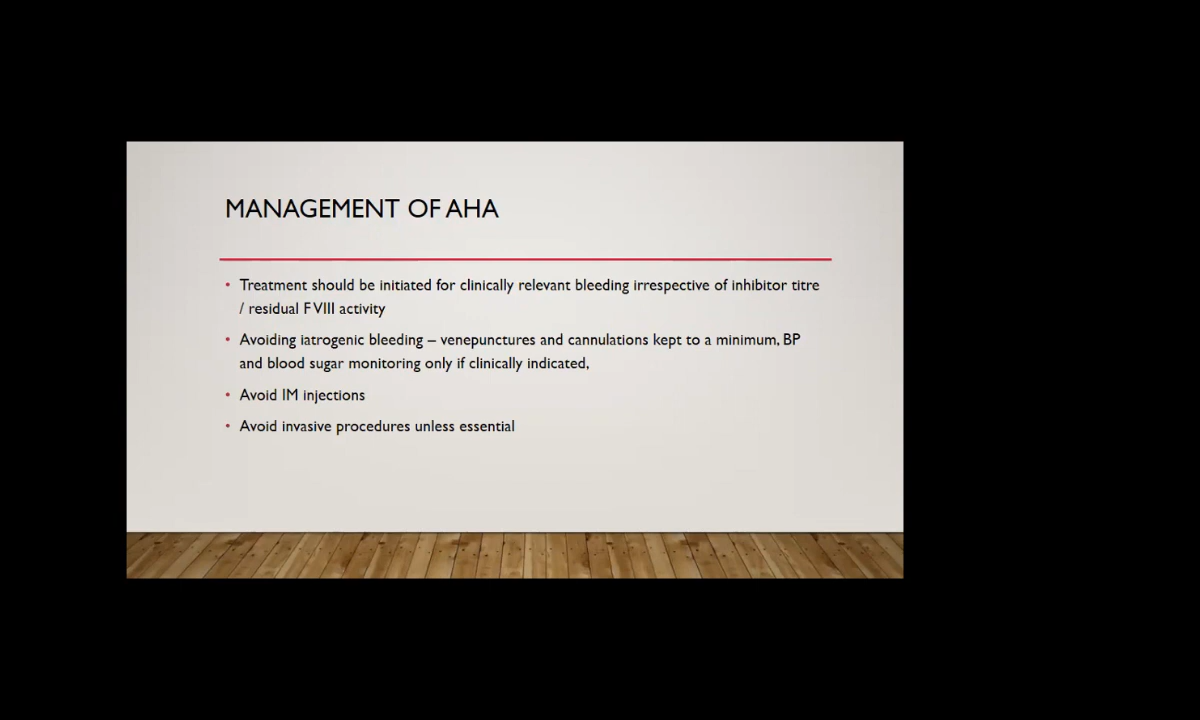 MANAGEMENT OF AHA
• Treatment should be initiated for clinically relevant bleeding irrespective of inhibitor titre
/ residual FVIII activity
• Avoiding iatrogenic bleeding – venepunctures and cannulations kept to a minimum, BP
and blood sugar monitoring only if clinically indicated,
• Avoid IM injections
• Avoid invasive procedures unless essential